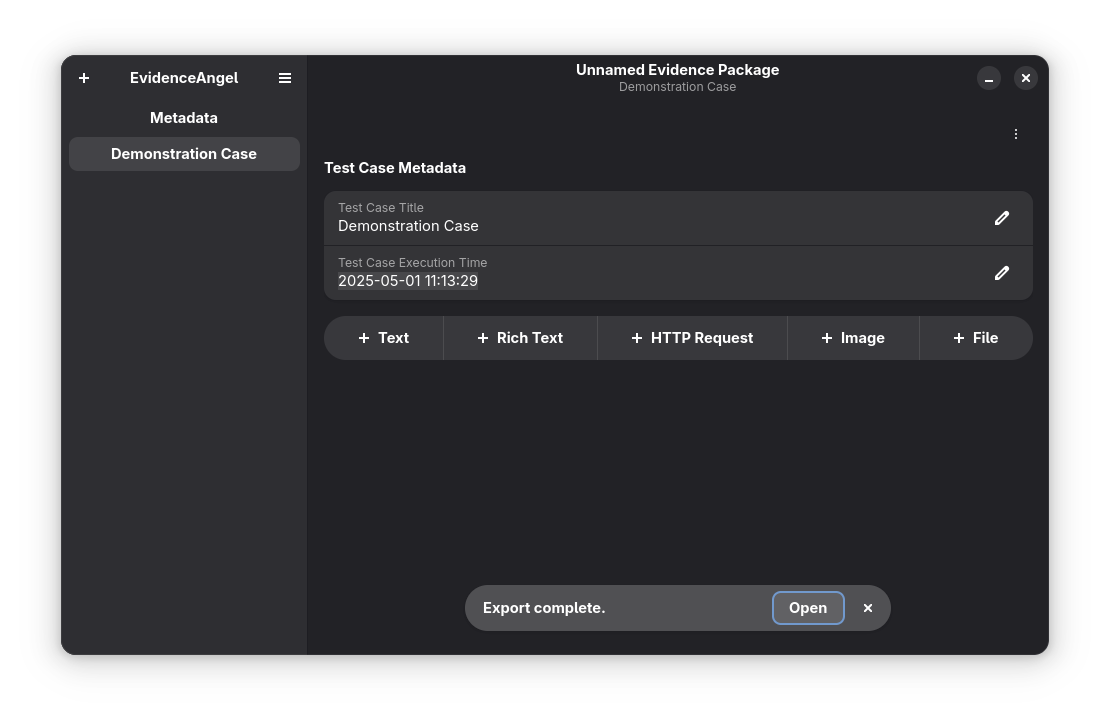 EvidenceAngel
Metadata
Demonstration Case
Unnamed Evidence Package
Demonstration Case
Test Case Metadata
Test Case Title
Demonstration Case
Test Case Execution Time
2025-05-01 11:13:29
Text
Rich Text
HTTP Request
Image
File
Export complete.
Open